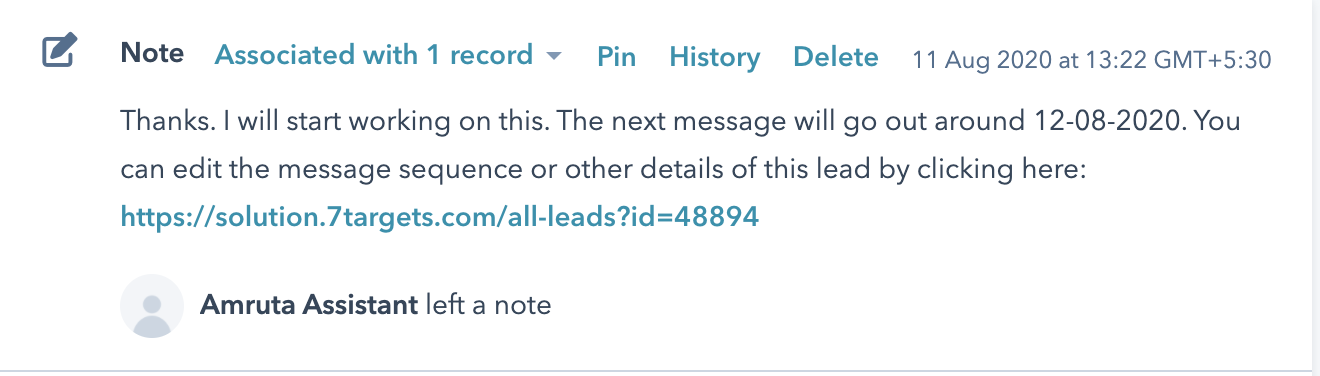 Note Associated with 1 record Pin History Delete 11 Aug 2020 at 13:22 GMT+5:30
Thanks. I will start working on this. The next message will go out around 12-08-2020. You
can edit the message sequence or other details of this lead by clicking here:
https://solution.7targets.com/all-leads?id=48894
Amruta Assistant left a note